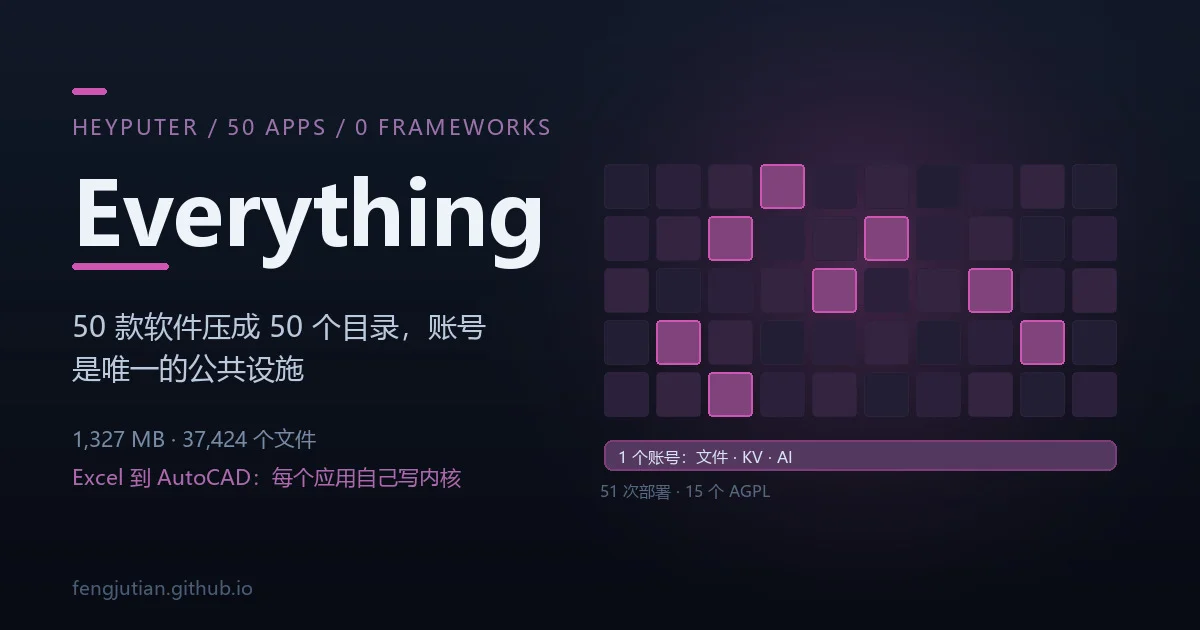 HEYPUTER / 50 APPS / 0 FRAMEWORKS
Everything
50 款软件压成 50 个目录，账号
是唯一的公共设施
1,327 MB · 37,424 个文件
Excel 到 AutoCAD：每个应用自己写内核
1 个账号：文件 · KV · AI
51 次部署 · 15 个 AGPL
fengjutian.github.io